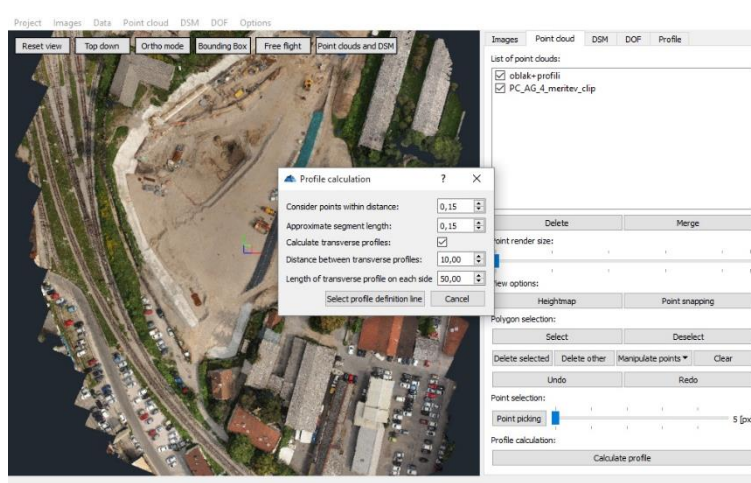 Project Images Data Point cloud DSM DOF Options
Reset view Top down Ortho mode Bounding Box Free flight Point clouds and DSM
Images Point cloud DSM DOF Profile
List of point clouds:
oblak+profili
PC_AG_4_meritev_clip
Profile calculation ? ×
Consider points within distance: 0,15
Approximate segment length: 0,15
Calculate transverse profiles:
Distance between transverse profiles: 10,00
Length of transverse profile on each side 50,00
Select profile definition line Cancel
Delete Merge
Point render size:
View options:
Heightmap Point snapping
Polygon selection:
Select Deselect
Delete selected Delete other Manipulate points Clear
Undo Redo
Point selection:
Point picking 5 [px
Profile calculation:
Calculate profile